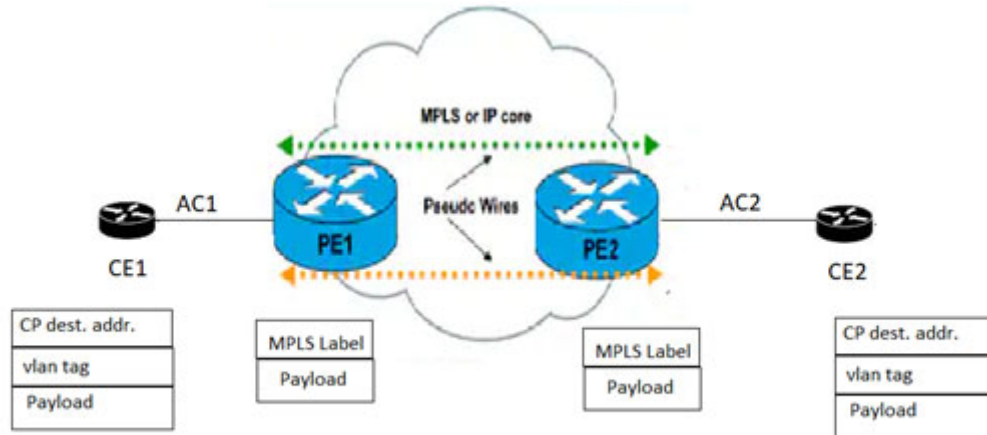 MPLS or IP core
AC1
Pseudo Wires
AC2
PE1
PE2
CE1
CE2
CP dest. addr.
vlan tag
Payload
MPLS Label
Payload
MPLS Label
Payload
CP dest. addr.
vlan tag
Payload